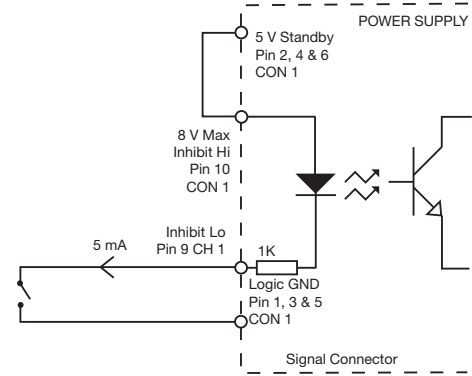 POWER SUPPLY
5 V Standby
Pin 2, 4 & 6
CON 1
8 V Max
Inhibit Hi
Pin 10
CON 1
Inhibit Lo
Pin 9 CH 1
5 mA
1K
Logic GND
Pin 1, 3 & 5
CON 1
Signal Connector